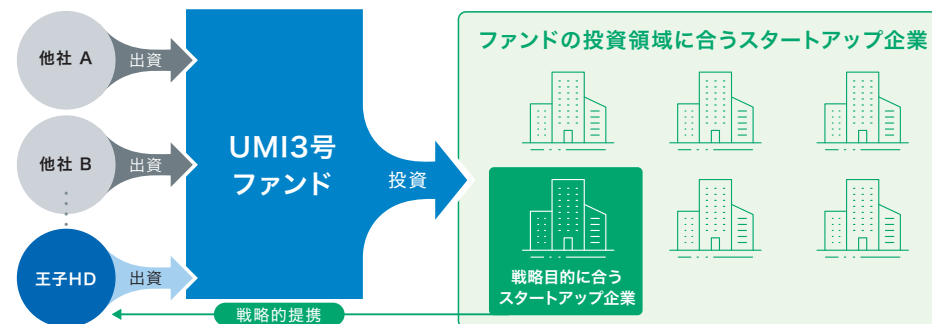 他社 A
出資
他社 B
出資
王子HD
出資
UMI3号
ファンド
投資
ファンドの投資領域に合うスタートアップ企業
戦略目的に合う
スタートアップ企業
戦略的提携